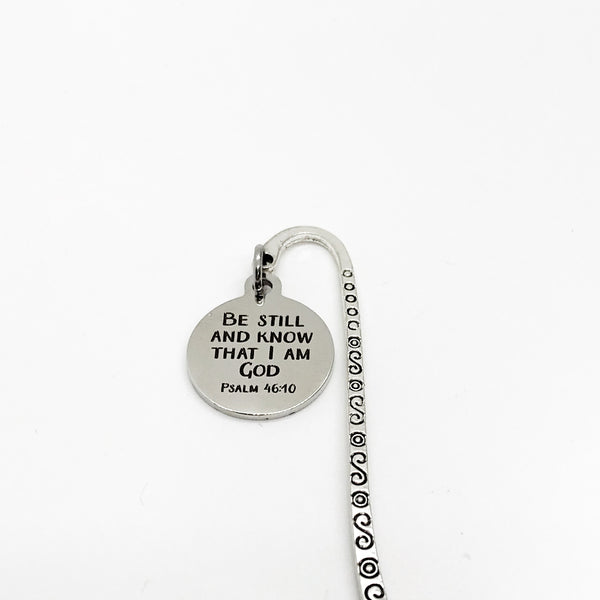 BE STILL
AND KNOW
THAT I AM
GOD
PSALM 46:10